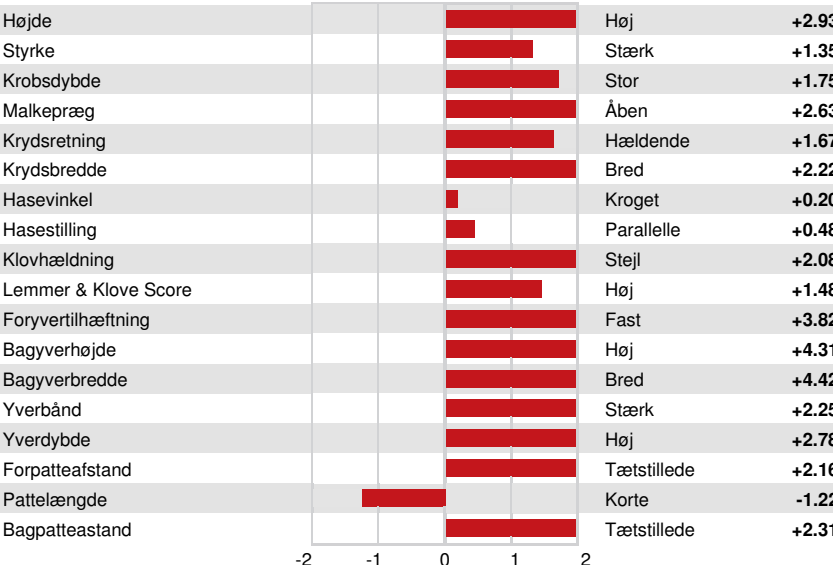 Højde Høj +2.93
Styrke Stærk +1.35
Krobsdybde Stor +1.75
Malkepræg Åben +2.63
Krydsretning Hældende +1.67
Krydsbredde Bred +2.22
Hasevinkel Kroget +0.20
Hasestilling Parallelle +0.48
Klovhældning Stejl +2.08
Lemmer & Klove Score Høj +1.48
Foryvertilhæftning Fast +3.82
Bagyverhøjde Høj +4.31
Bagyverbredde Bred +4.42
Yverbånd Stærk +2.25
Yverdybde Høj +2.78
Forpatteafstand Tætstillede +2.16
Pattelængde Korte -1.22
Bagpatteastand Tætstillede +2.31
-2 -1 0 1 2